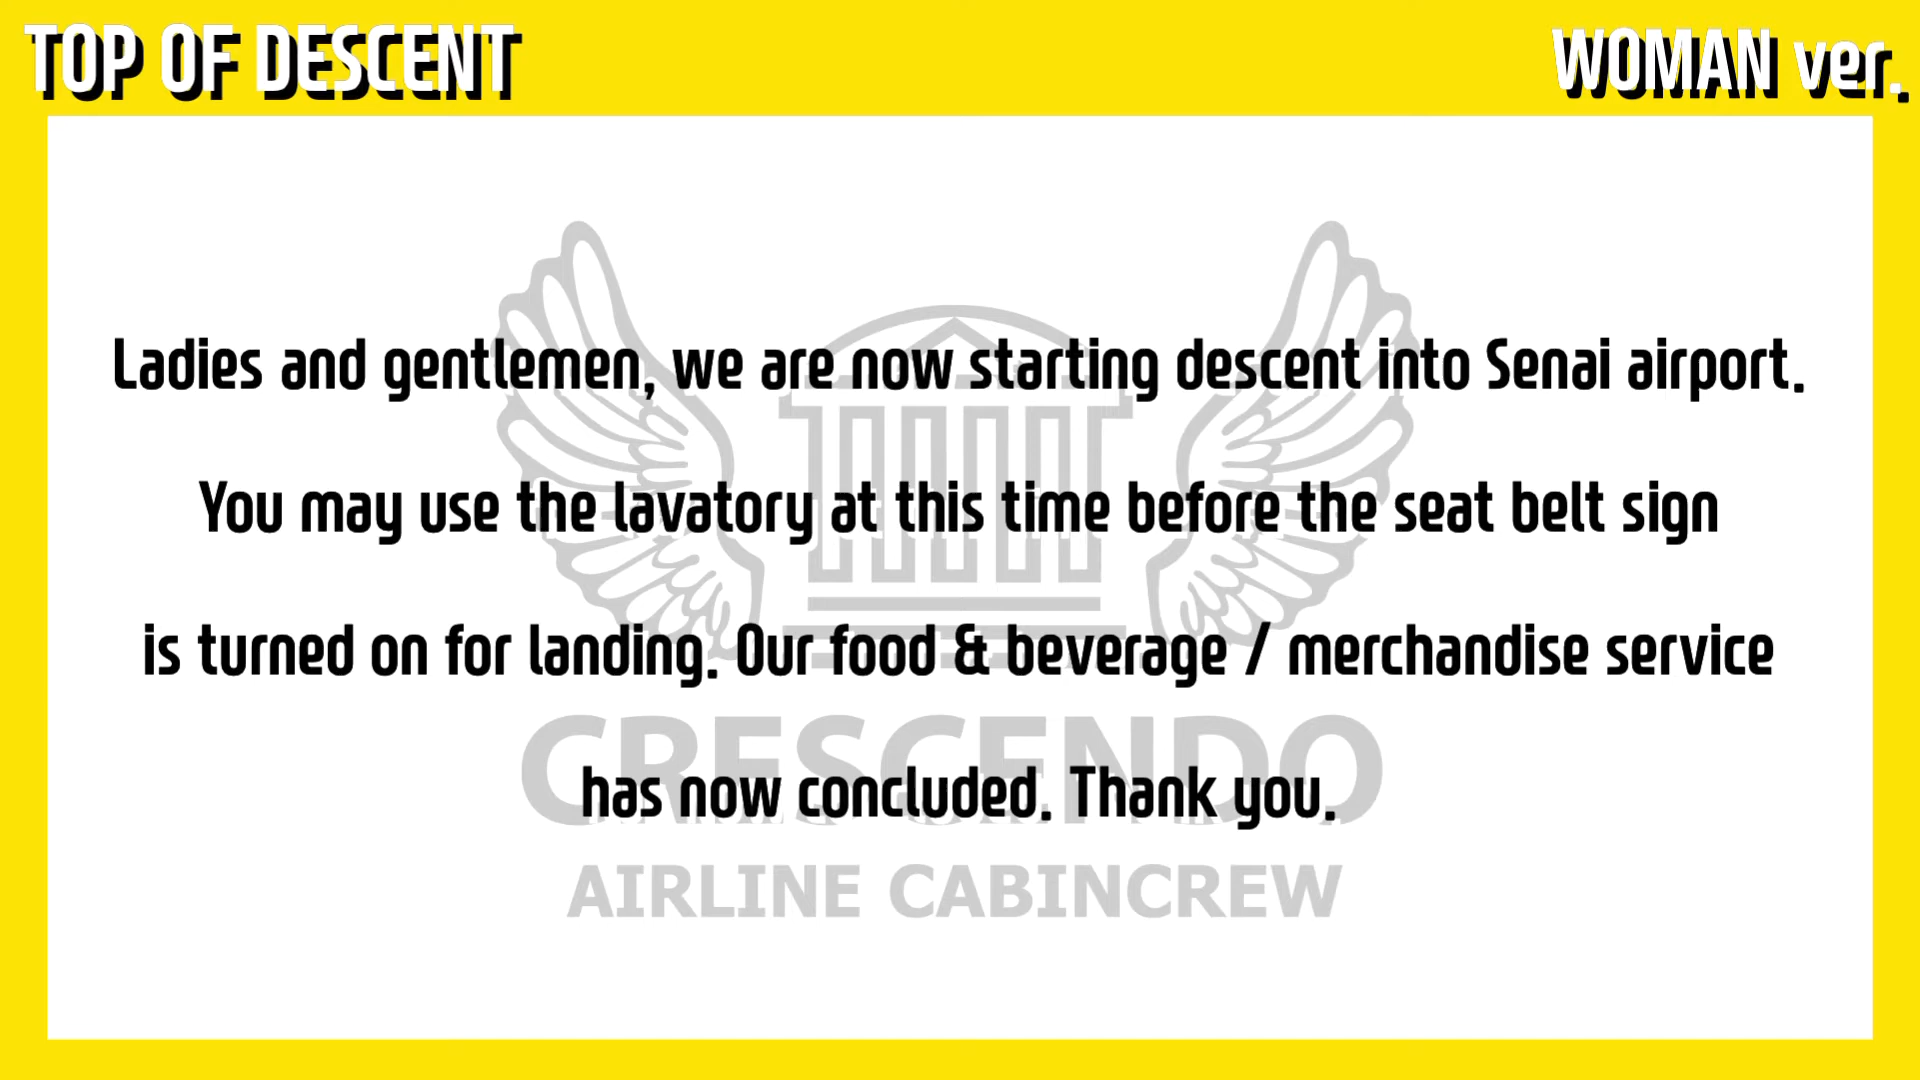 TOP OF DESCENT
WOMAN ver.
Ladies and gentlemen, we are now starting descent into Senai airport.
You may use the lavatory at this time before the seat belt sign
is turned on for landing. Our food & beverage / merchandise service
has now concluded. Thank you.
CRESCENDO
AIRLINE CABINCREW